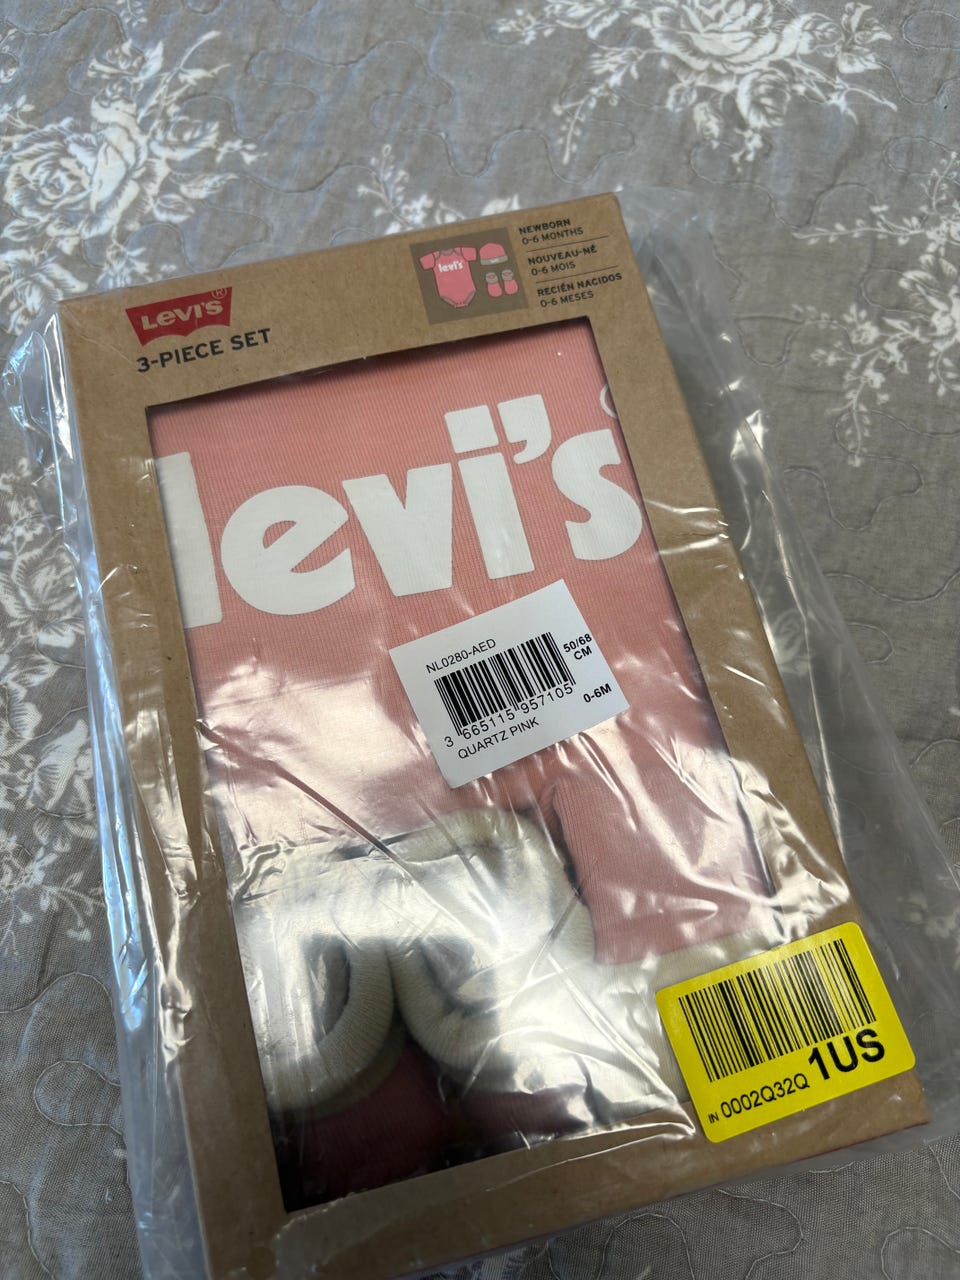 LEVI'S®
3-PIECE SET
levi's
NEWBORN
0-6 MONTHS
NOUVEAU-NÉ
0-6 MOIS
RECIÉN NACIDOS
0-6 MESES
levi's
NL0280-AED
50/68
CM
3 665115 957105
0-6M
QUARTZ PINK
IN 0002Q32Q 1US